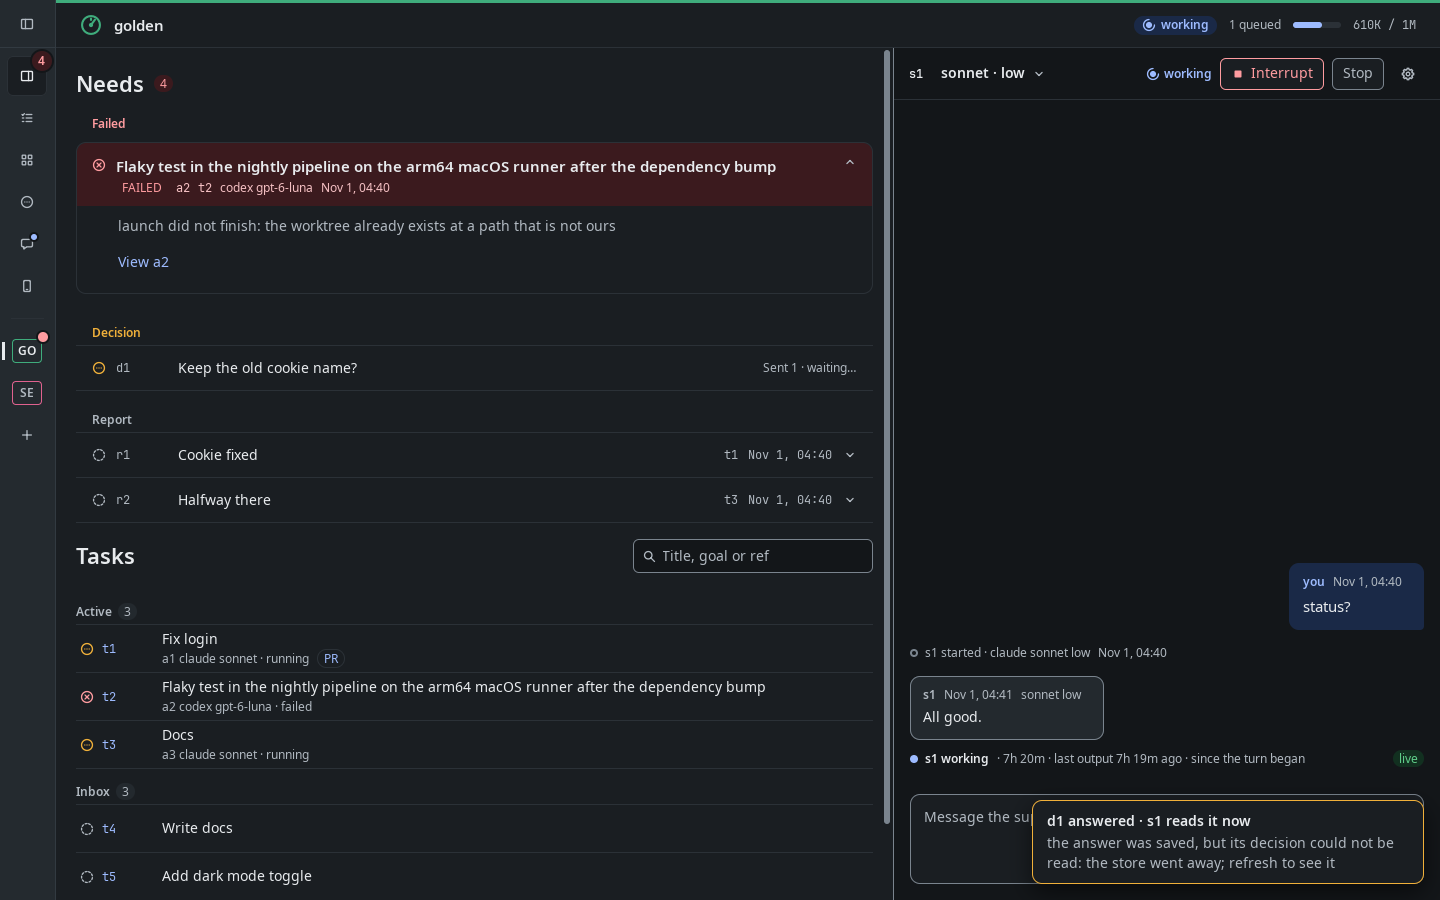 golden
working
1 queued
610K / 1M
4
GO
SE
Needs 4
Failed
Flaky test in the nightly pipeline on the arm64 macOS runner after the dependency bump
FAILED a2 t2 codex gpt-6-luna Nov 1, 04:40
launch did not finish: the worktree already exists at a path that is not ours
View a2
Decision
d1 Keep the old cookie name? Sent 1 · waiting…
Report
r1 Cookie fixed t1 Nov 1, 04:40
r2 Halfway there t3 Nov 1, 04:40
Tasks
Title, goal or ref
Active 3
t1 Fix login
a1 claude sonnet · running PR
t2 Flaky test in the nightly pipeline on the arm64 macOS runner after the dependency bump
a2 codex gpt-6-luna · failed
t3 Docs
a3 claude sonnet · running
Inbox 3
t4 Write docs
t5 Add dark mode toggle
s1 sonnet · low
working
Interrupt
Stop
you Nov 1, 04:40
status?
s1 started · claude sonnet low Nov 1, 04:40
s1 Nov 1, 04:41 sonnet low
All good.
s1 working · 7h 20m · last output 7h 19m ago · since the turn began live
Message the
d1 answered · s1 reads it now
the answer was saved, but its decision could not be
read: the store went away; refresh to see it